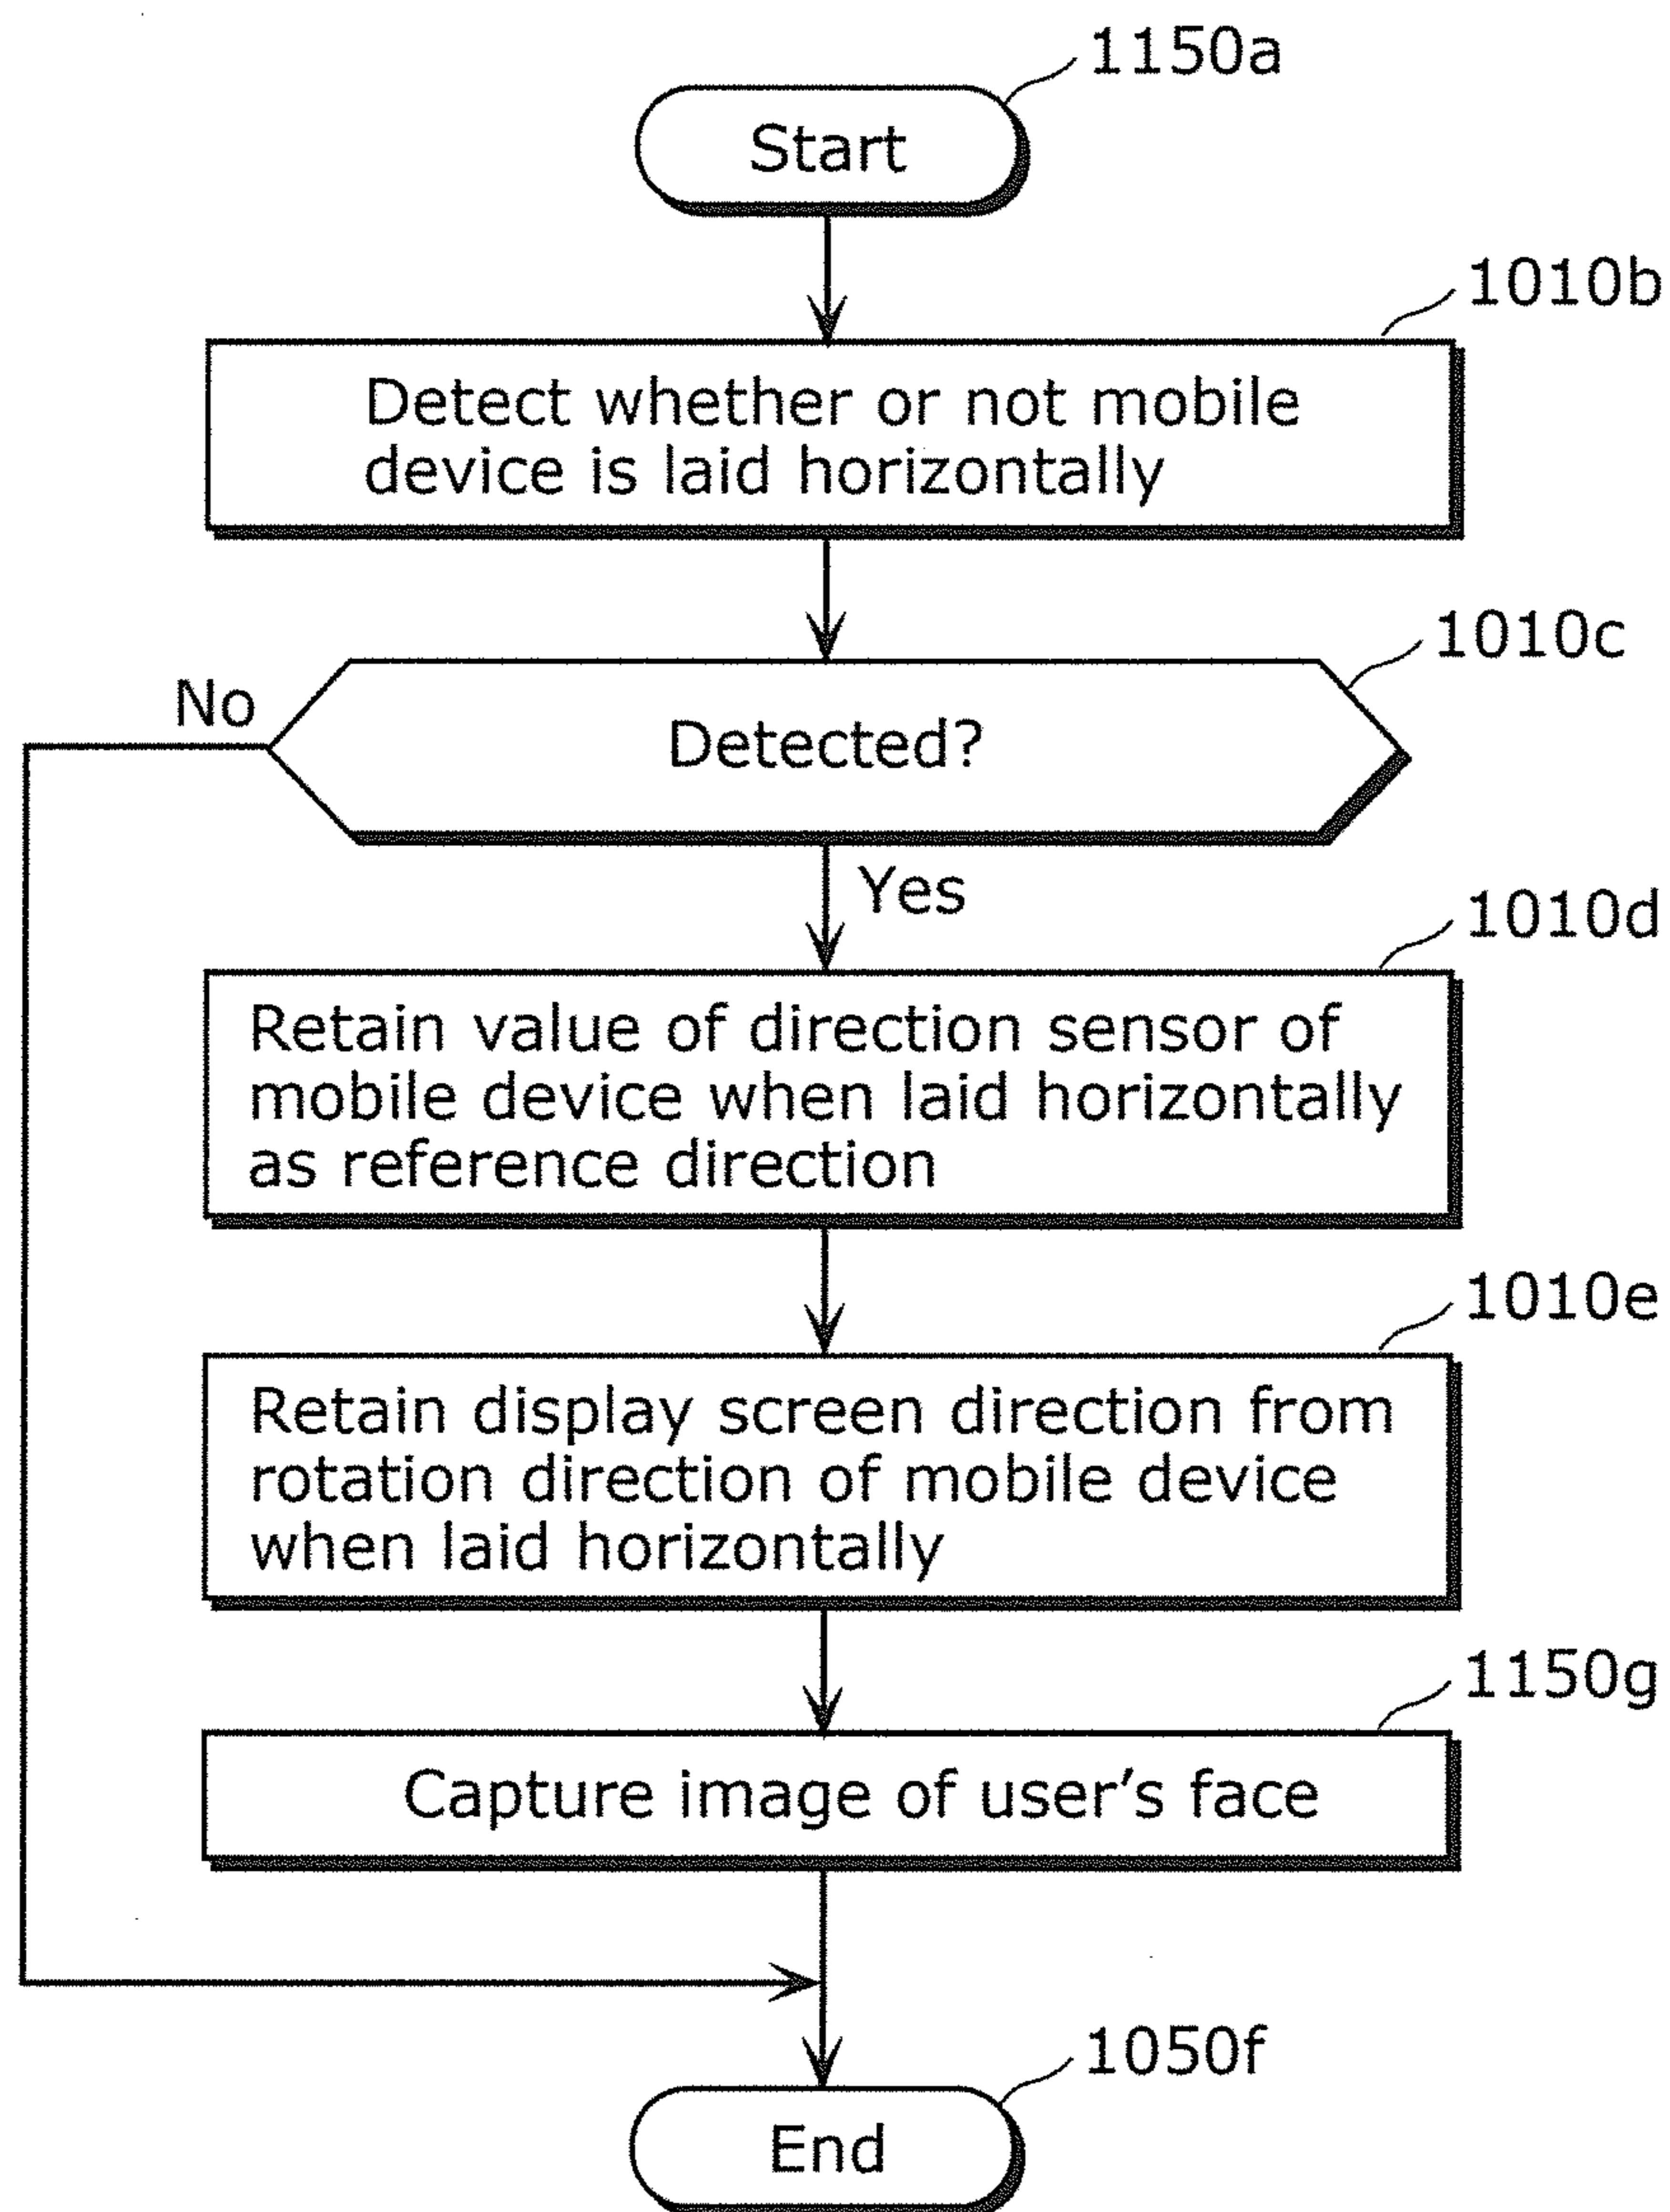 1150a
Start
1010b
Detect whether or not mobile
device is laid horizontally
1010c
No
Detected?
Yes
1010d
Retain value of direction sensor of
mobile device when laid horizontally
as reference direction
1010e
Retain display screen direction from
rotation direction of mobile device
when laid horizontally
1150g
Capture image of user's face
1050f
End